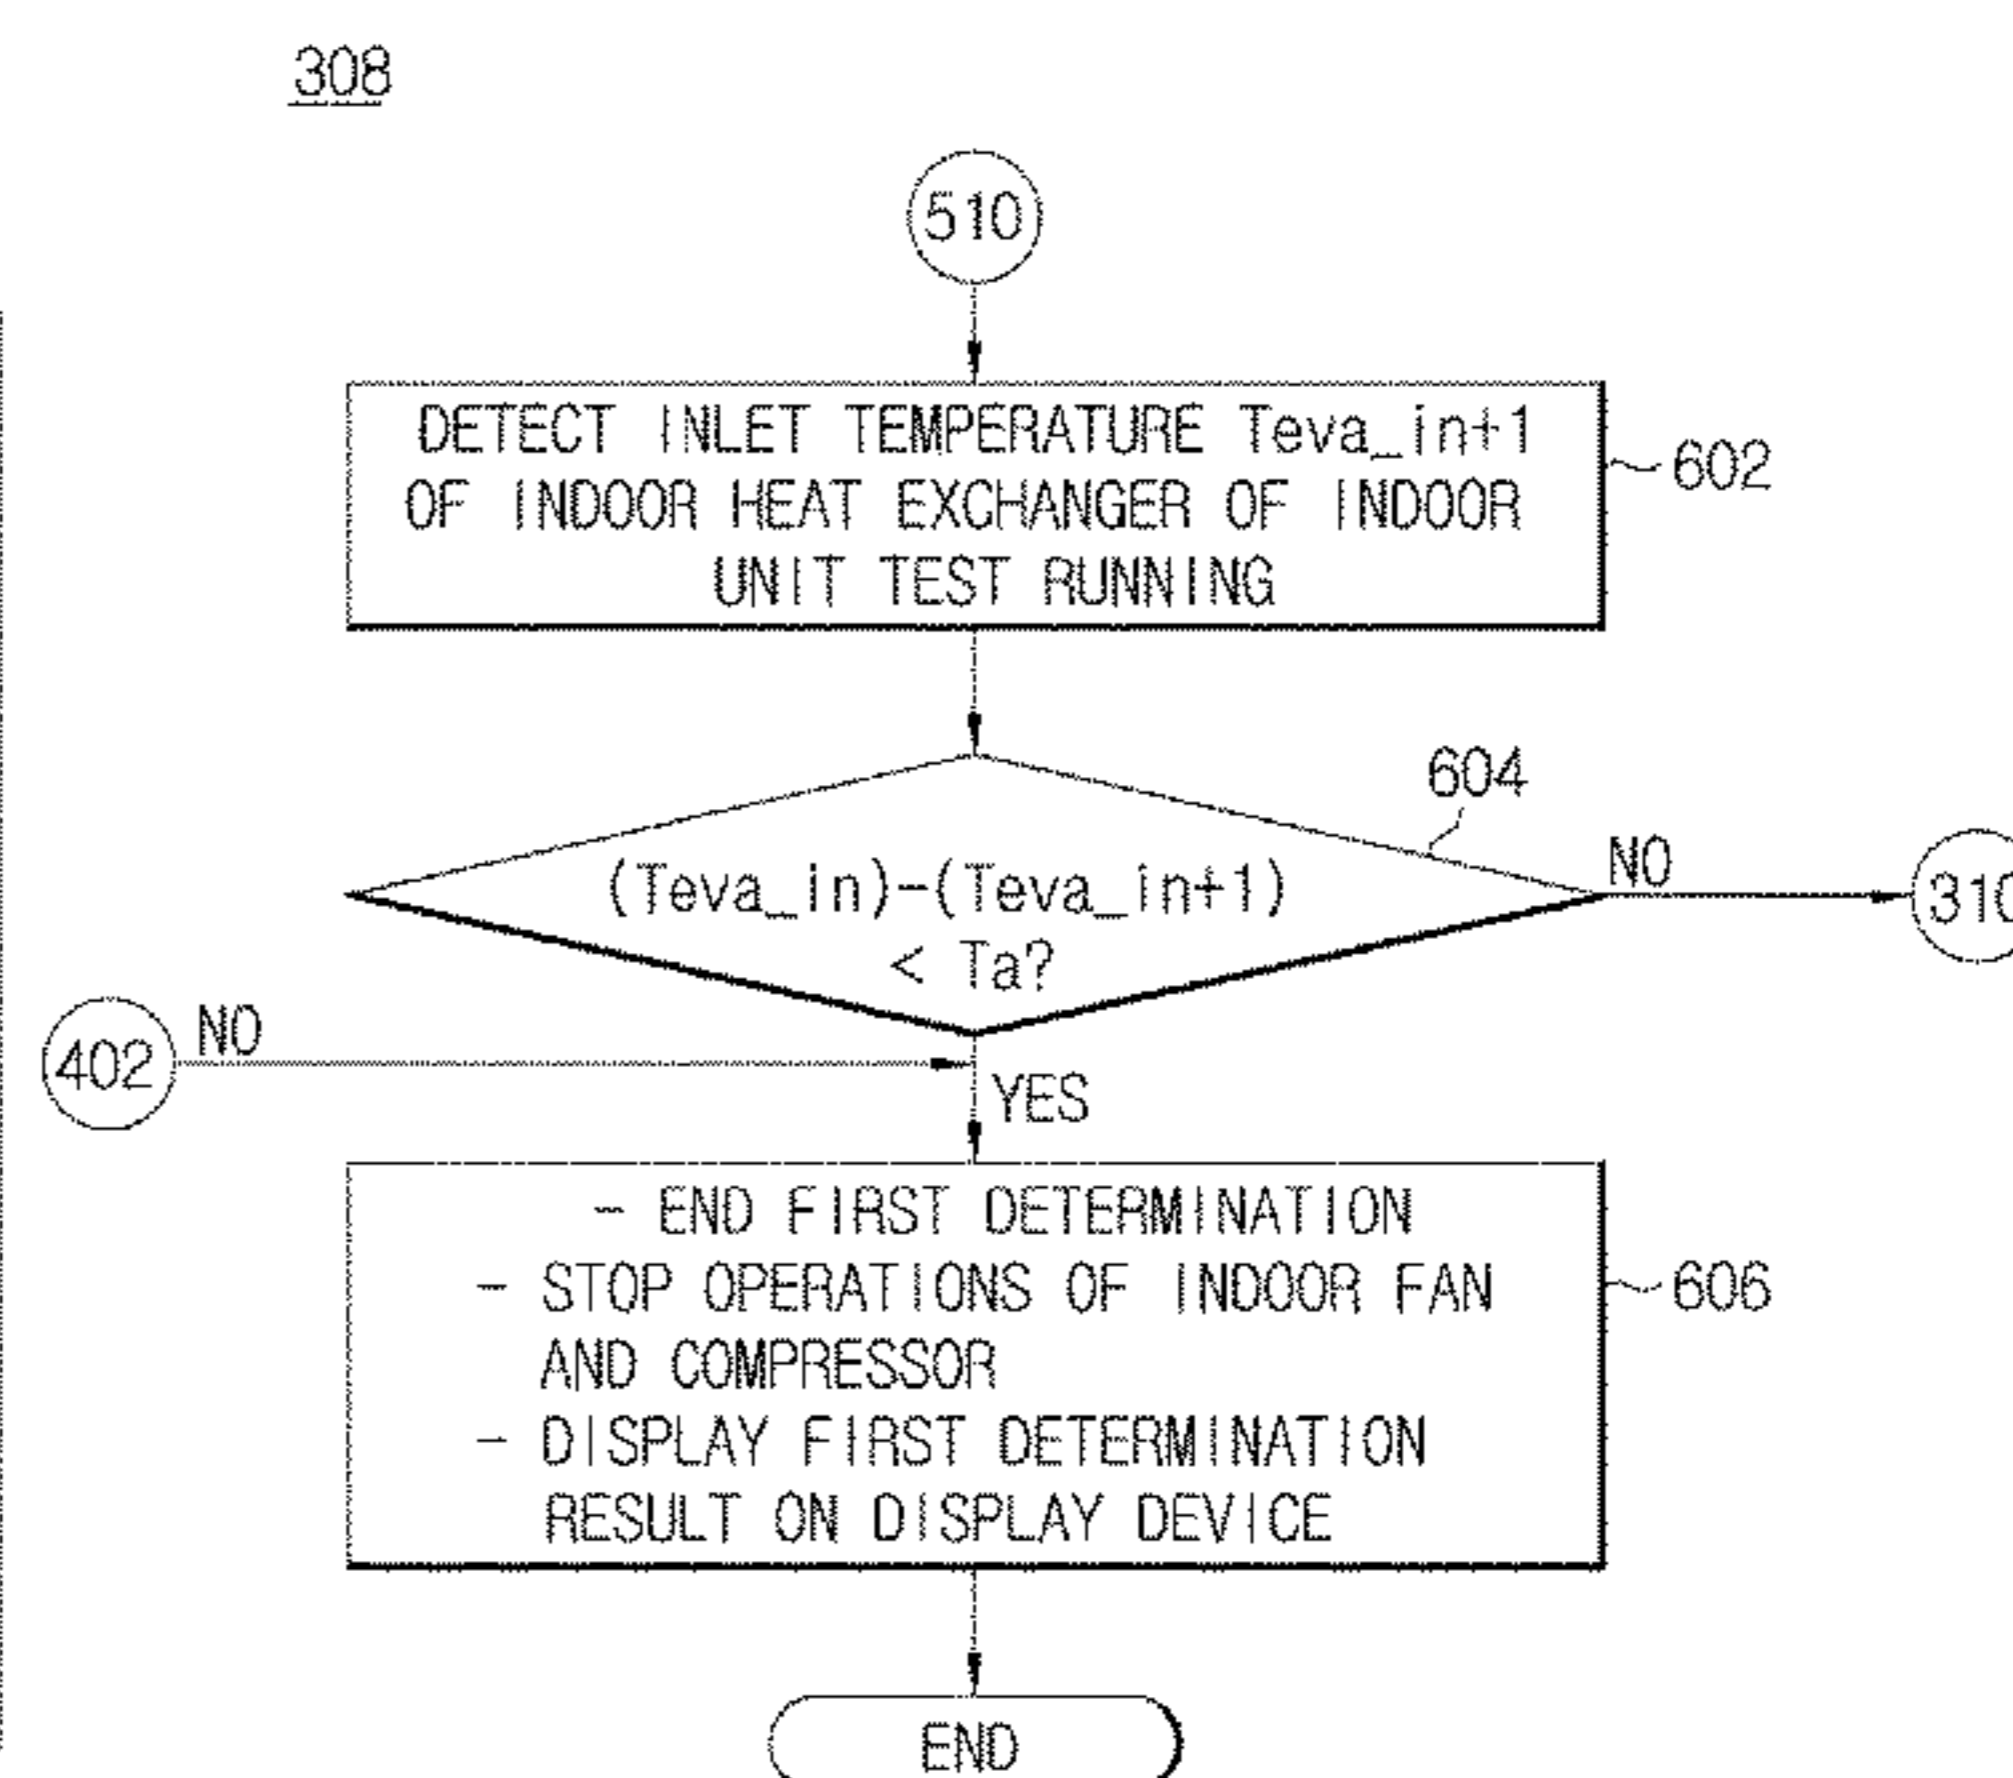 308
510
DETECT INLET TEMPERATURE Teva_in+1
OF INDOOR HEAT EXCHANGER OF INDOOR
UNIT TEST RUNNING
602
604
(Teva_in)-(Teva_in+1)
< Ta?
NO
310
402
NO
YES
- END FIRST DETERMINATION
- STOP OPERATIONS OF INDOOR FAN
AND COMPRESSOR
- DISPLAY FIRST DETERMINATION
RESULT ON DISPLAY DEVICE
606
END